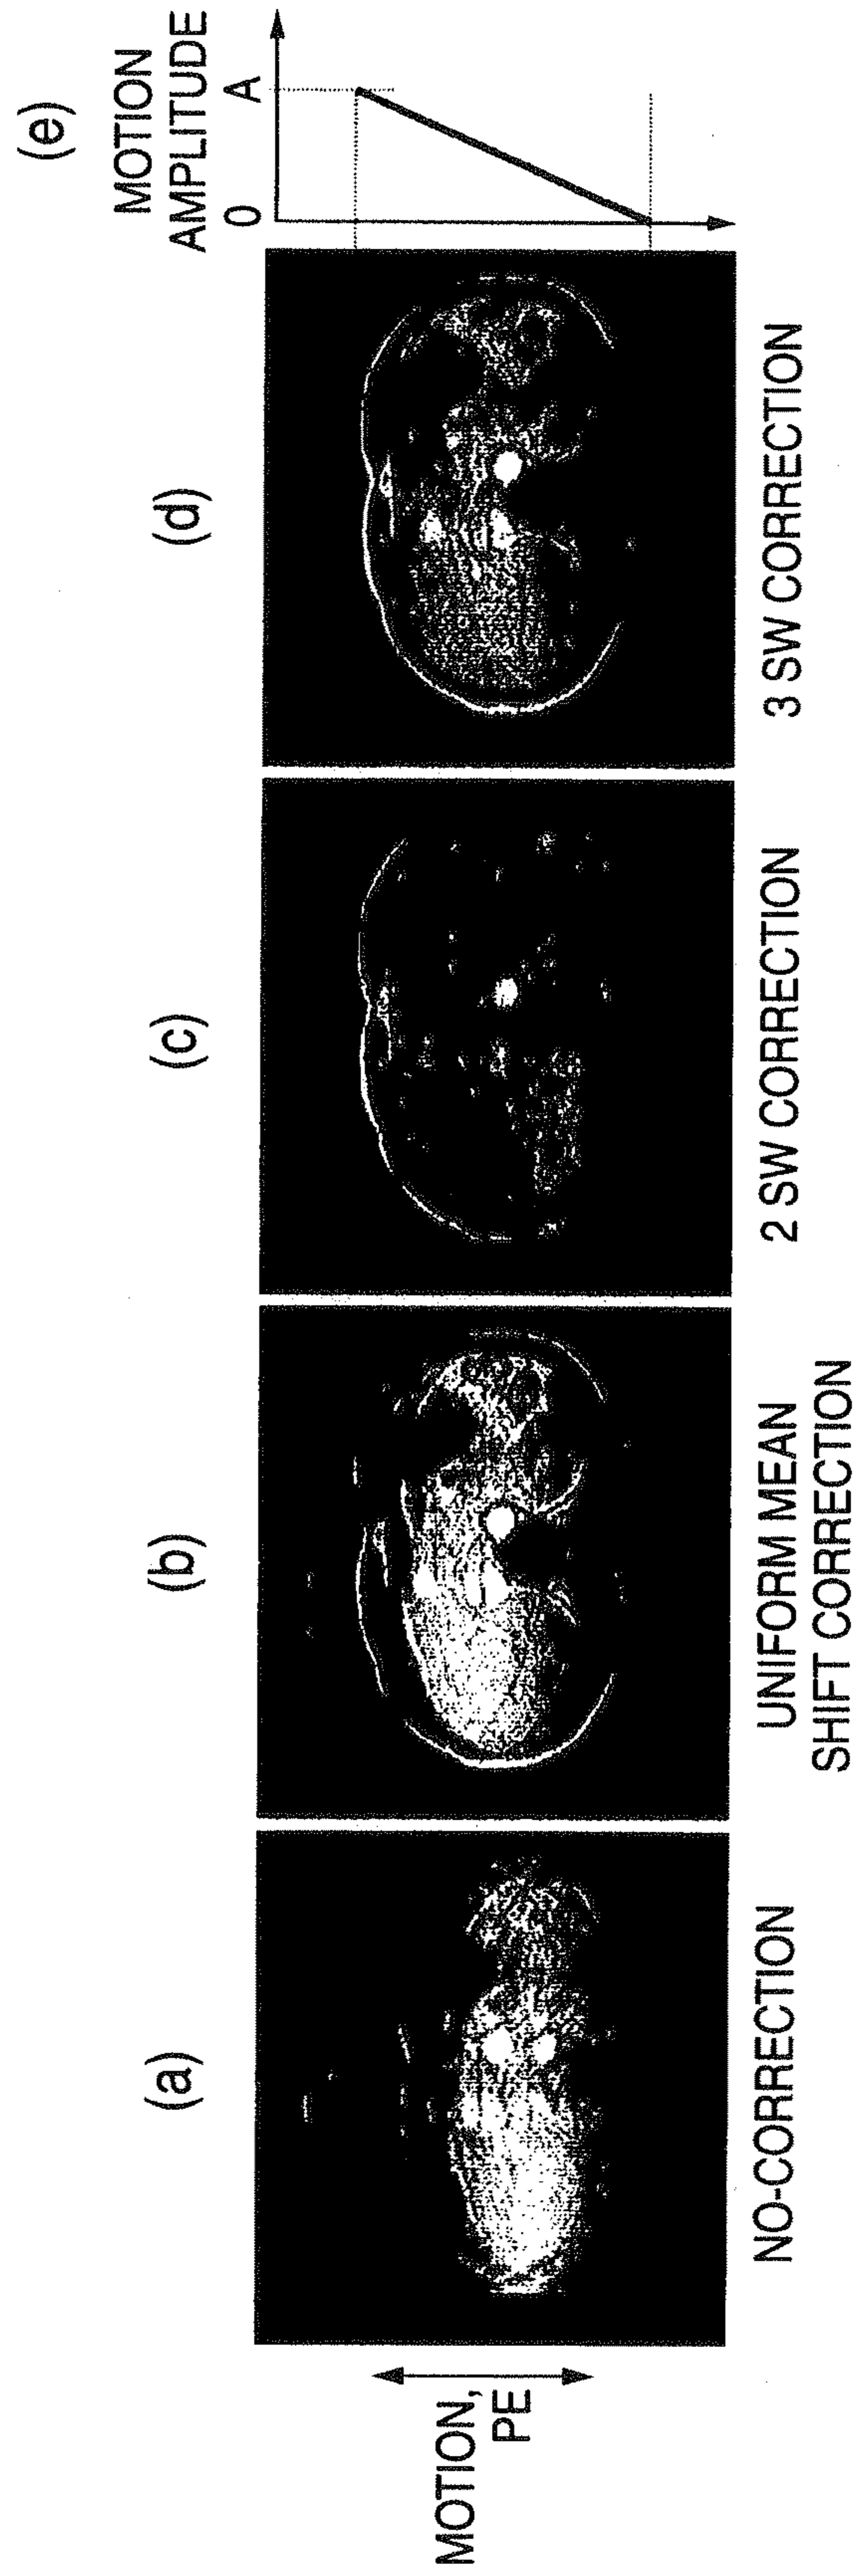 (a)
(b)
(c)
(d)
(e)
MOTION
AMPLITUDE
0
A
MOTION,
PE
NO-CORRECTION
UNIFORM MEAN
SHIFT CORRECTION
2 SW CORRECTION
3 SW CORRECTION